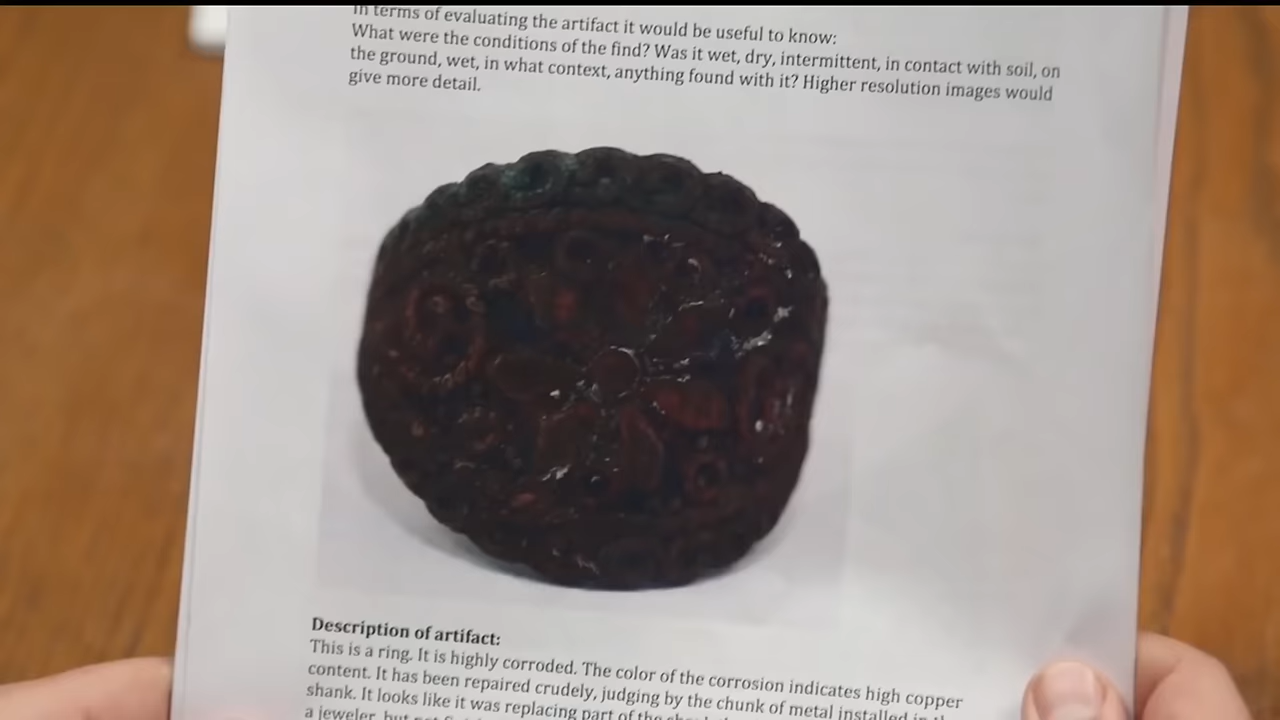 In terms of evaluating the artifact it would be useful to know:
What were the conditions of the find? Was it wet, dry, intermittent, in contact with soil, on
the ground, wet, in what context, anything found with it? Higher resolution images would
give more detail.
Description of artifact:
This is a ring. It is highly corroded. The color of the corrosion indicates high copper
content. It has been repaired crudely, judging by the chunk of metal installed in
shank. It looks like it was replacing part of the
a jeweler, but not